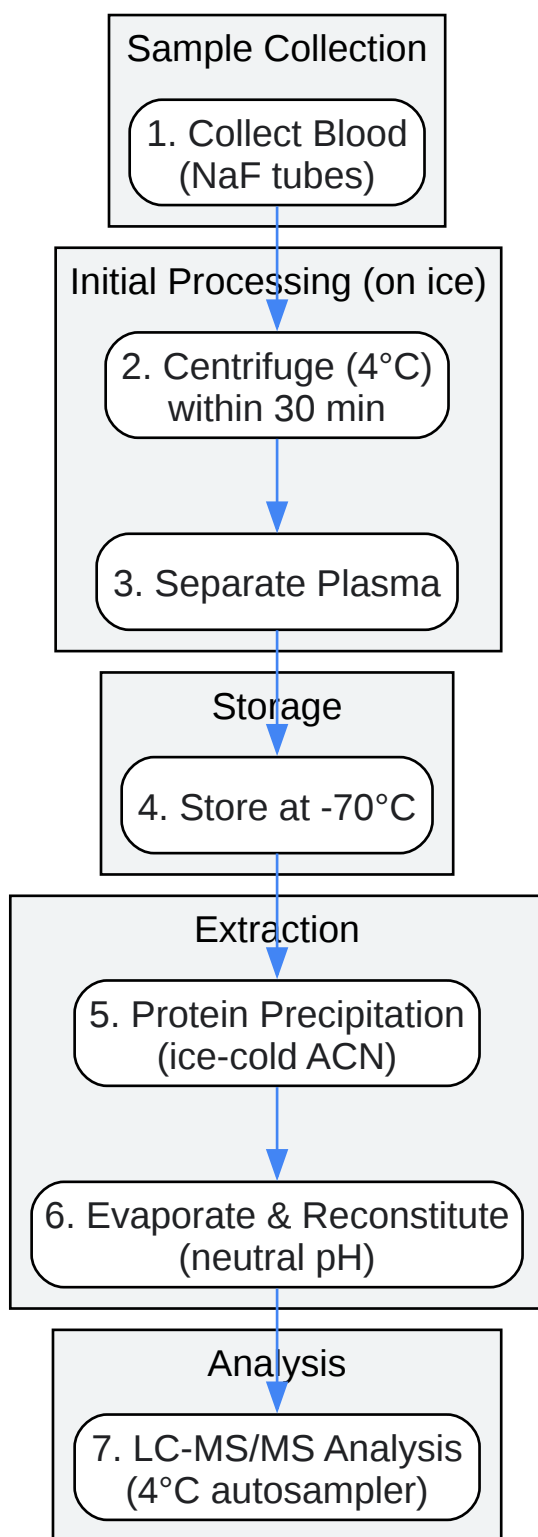 Sample Collection
1. Collect Blood
(NaF tubes)
Initial Processing (on ice)
2. Centrifuge (4°C)
within 30 min
3. Separate Plasma
Storage
4. Store at -70°C
Extraction
5. Protein Precipitation
(ice-cold ACN)
6. Evaporate & Reconstitute
(neutral pH)
Analysis
7. LC-MS/MS Analysis
(4°C autosampler)